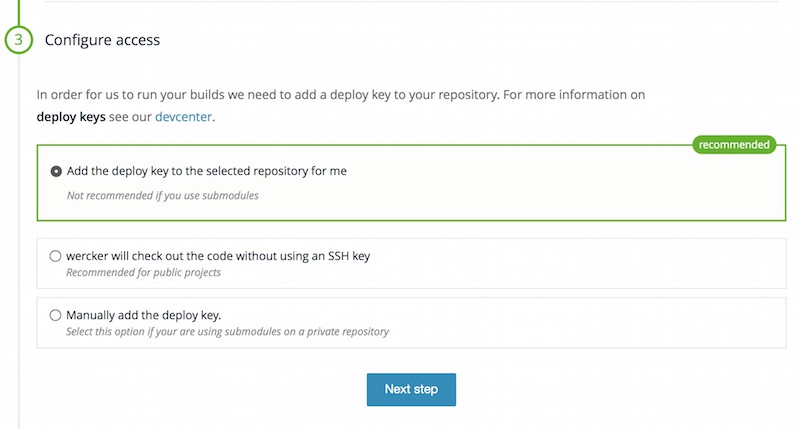 3 Configure access
In order for us to run your builds we need to add a deploy key to your repository. For more information on
deploy keys see our devcenter.
recommended
Add the deploy key to the selected repository for me
Not recommended if you use submodules
wercker will check out the code without using an SSH key
Recommended for public projects
Manually add the deploy key.
Select this option if your are using submodules on a private repository
Next step